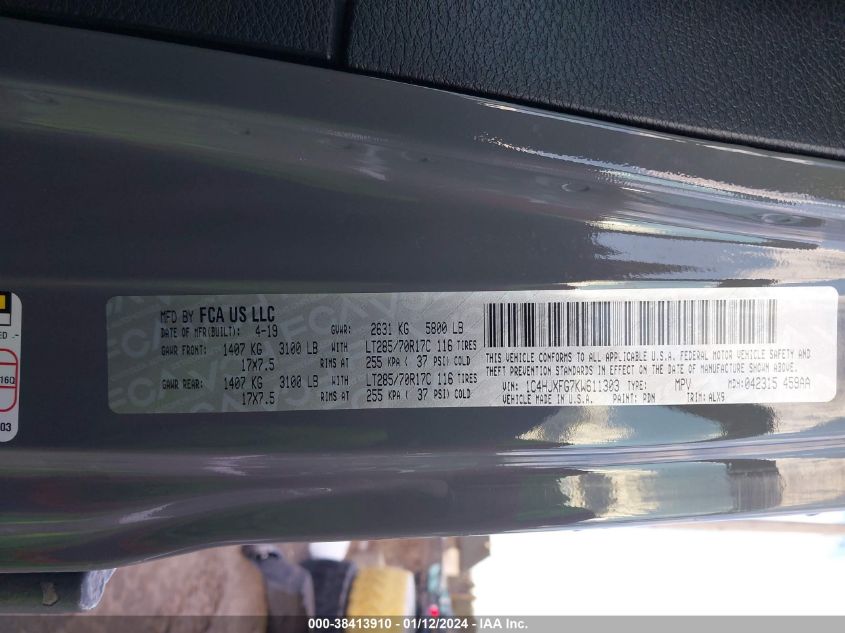 MFD BY FCA US LLC
DATE OF MFR(BUILT): 4-19 GVWR: 2631 KG 5800 LB
GAWR FRONT: 1407 KG 3100 LB WITH LT285/70R17C 116 TIRES
17X7.5 RIMS AT 255 KPA ( 37 PSI) COLD
GAWR REAR: 1407 KG 3100 LB WITH LT285/70R17C 116 TIRES
17X7.5 RIMS AT 255 KPA ( 37 PSI) COLD
THIS VEHICLE CONFORMS TO ALL APPLICABLE U.S.A. FEDERAL MOTOR VEHICLE SAFETY, BUMPER, AND
THEFT PREVENTION STANDARDS IN EFFECT ON THE DATE OF MANUFACTURE SHOWN ABOVE.
VIN: 1C4HJXFG7KW611303 TYPE: MPV MDH:042315 459AA
VEHICLE MADE IN U.S.A. PAINT: PDN TRIM: ALX9
ED .-
16Q
03
000-38413910 - 01/12/2024 - IAA Inc.